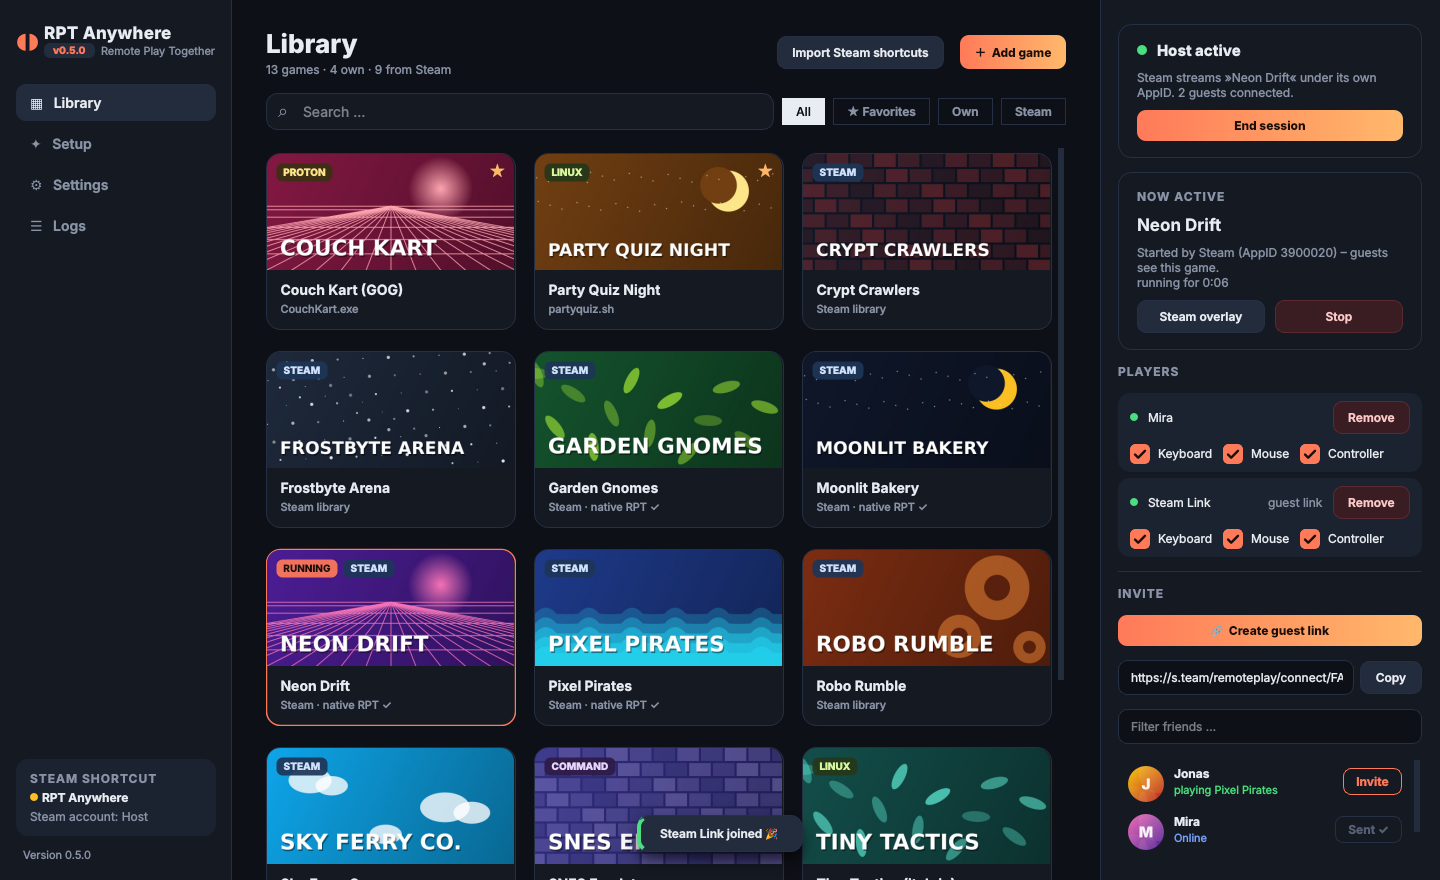 RPT Anywhere
v0.5.0 Remote Play Together
Library
Setup
Settings
Logs
STEAM SHORTCUT
RPT Anywhere
Steam account: Host
Version 0.5.0
Library
13 games · 4 own · 9 from Steam
Import Steam shortcuts
+ Add game
Search ...
All
★ Favorites
Own
Steam
PROTON
COUCH KART
Couch Kart (GOG)
CouchKart.exe
LINUX
PARTY QUIZ NIGHT
Party Quiz Night
partyquiz.sh
STEAM
CRYPT CRAWLERS
Crypt Crawlers
Steam library
STEAM
FROSTBYTE ARENA
Frostbyte Arena
Steam library
STEAM
GARDEN GNOMES
Garden Gnomes
Steam · native RPT ✓
STEAM
MOONLIT BAKERY
Moonlit Bakery
Steam · native RPT ✓
RUNNING STEAM
NEON DRIFT
Neon Drift
Steam · native RPT ✓
STEAM
PIXEL PIRATES
Pixel Pirates
Steam · native RPT ✓
STEAM
ROBO RUMBLE
Robo Rumble
Steam library
STEAM
SKY FERRY CO.
COMMAND
SNES
LINUX
TINY TACTICS
Steam Link joined 🎉
Host active
Steam streams »Neon Drift« under its own
AppID. 2 guests connected.
End session
NOW ACTIVE
Neon Drift
Started by Steam (AppID 3900020) – guests
see this game.
running for 0:06
Steam overlay
Stop
PLAYERS
Mira
Remove
Keyboard Mouse Controller
Steam Link guest link
Remove
Keyboard Mouse Controller
INVITE
🔗 Create guest link
https://s.team/remoteplay/connect/FA
Copy
Filter friends ...
J
Jonas
playing Pixel Pirates
Invite
M
Mira
Online
Sent ✓